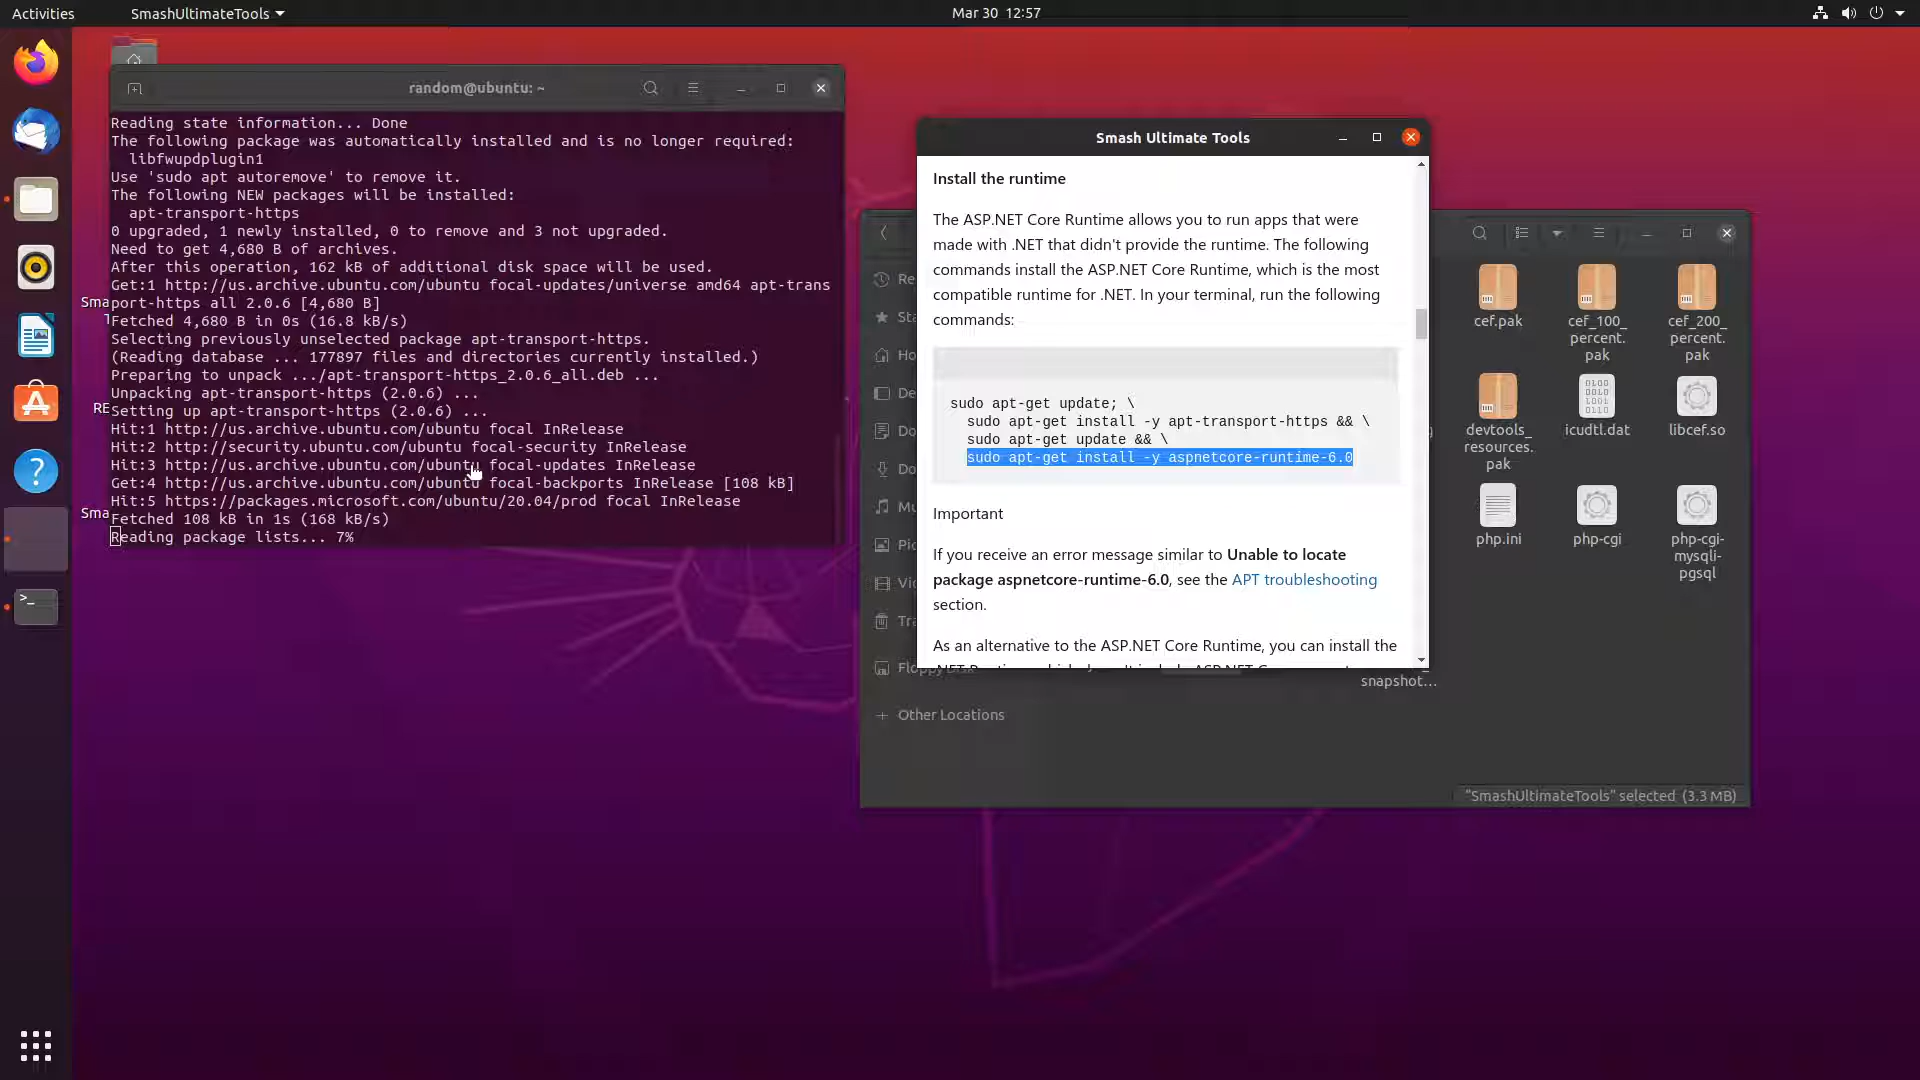 Activities
SmashUltimateTools
Mar 30 12:57
random@ubuntu: ~
Reading state information... Done
The following package was automatically installed and is no longer required:
libfwupdplugin1
Use 'sudo apt autoremove' to remove it.
The following NEW packages will be installed:
apt-transport-https
0 upgraded, 1 newly installed, 0 to remove and 3 not upgraded.
Need to get 4,680 B of archives.
After this operation, 162 kB of additional disk space will be used.
Get:1 http://us.archive.ubuntu.com/ubuntu focal-updates/universe amd64 apt-trans
port-https all 2.0.6 [4,680 B]
Fetched 4,680 B in 0s (16.8 kB/s)
Selecting previously unselected package apt-transport-https.
(Reading database ... 177897 files and directories currently installed.)
Preparing to unpack .../apt-transport-https_2.0.6_all.deb ...
Unpacking apt-transport-https (2.0.6) ...
Setting up apt-transport-https (2.0.6) ...
Hit:1 http://us.archive.ubuntu.com/ubuntu focal InRelease
Hit:2 http://security.ubuntu.com/ubuntu focal-security InRelease
Hit:3 http://us.archive.ubuntu.com/ubuntu focal-updates InRelease
Get:4 http://us.archive.ubuntu.com/ubuntu focal-backports InRelease [108 kB]
Hit:5 https://packages.microsoft.com/ubuntu/20.04/prod focal InRelease
Fetched 108 kB in 1s (168 kB/s)
Reading package lists... 7%
Sma
RE
Sma
Smash Ultimate Tools
Install the runtime
The ASP.NET Core Runtime allows you to run apps that were
made with .NET that didn't provide the runtime. The following
commands install the ASP.NET Core Runtime, which is the most
compatible runtime for .NET. In your terminal, run the following
commands:
sudo apt-get update; \
sudo apt-get install -y apt-transport-https && \
sudo apt-get update && \
sudo apt-get install -y aspnetcore-runtime-6.0
Important
If you receive an error message similar to Unable to locate
package aspnetcore-runtime-6.0, see the APT troubleshooting
section.
As an alternative to the ASP.NET Core Runtime, you can install the
Re
Sta
Ho
De
Do
Do
Mu
Pic
Vic
Tra
Floppy Disk
Other Locations
cef.pak
cef_100_
percent.
pak
cef_200_
percent.
pak
devtools_
resources.
pak
icudtl.dat
libcef.so
php.ini
php-cgi
php-cgi-
mysqli-
pgsql
snapshot...
"SmashUltimateTools" selected (3.3 MB)